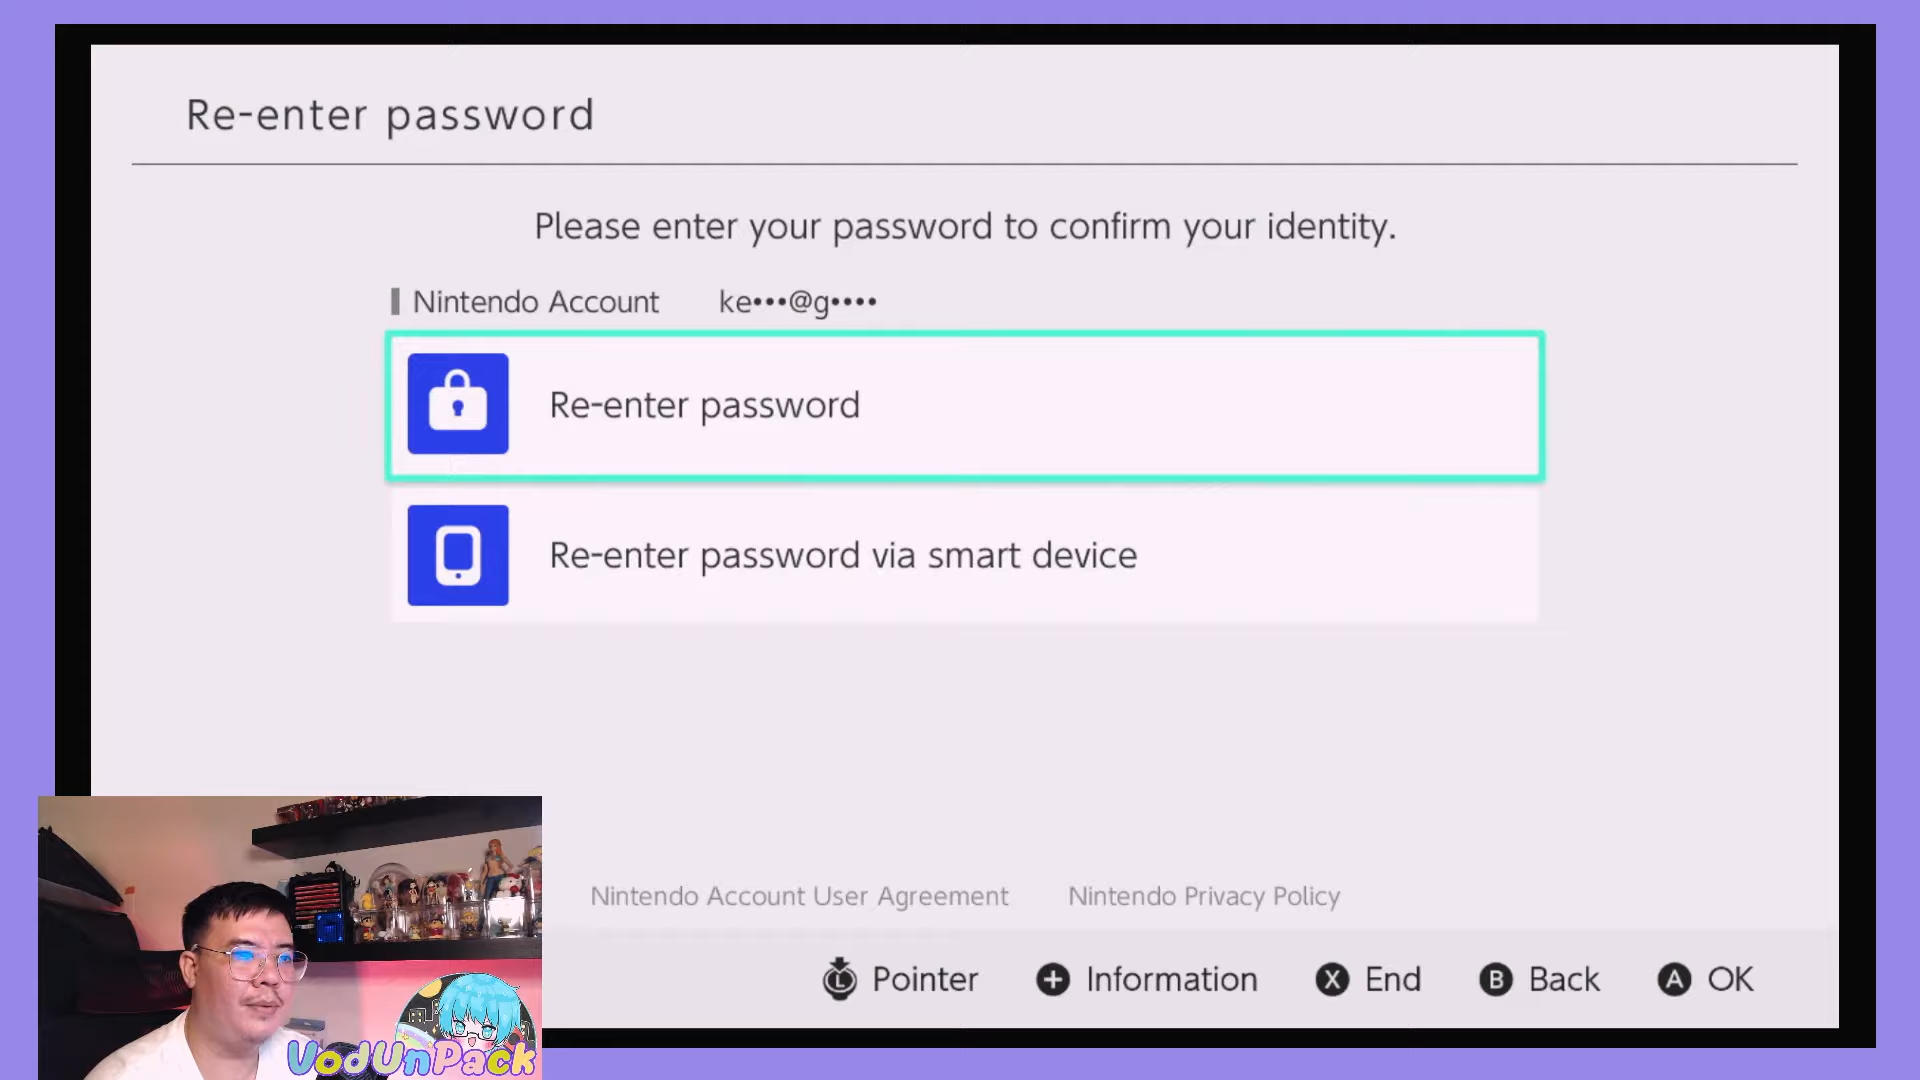 Re-enter password
Please enter your password to confirm your identity.
Nintendo Account ke•••@g••••
Re-enter password
Re-enter password via smart device
Nintendo Account User Agreement Nintendo Privacy Policy
L Pointer + Information X End B Back A OK
VodUnPack